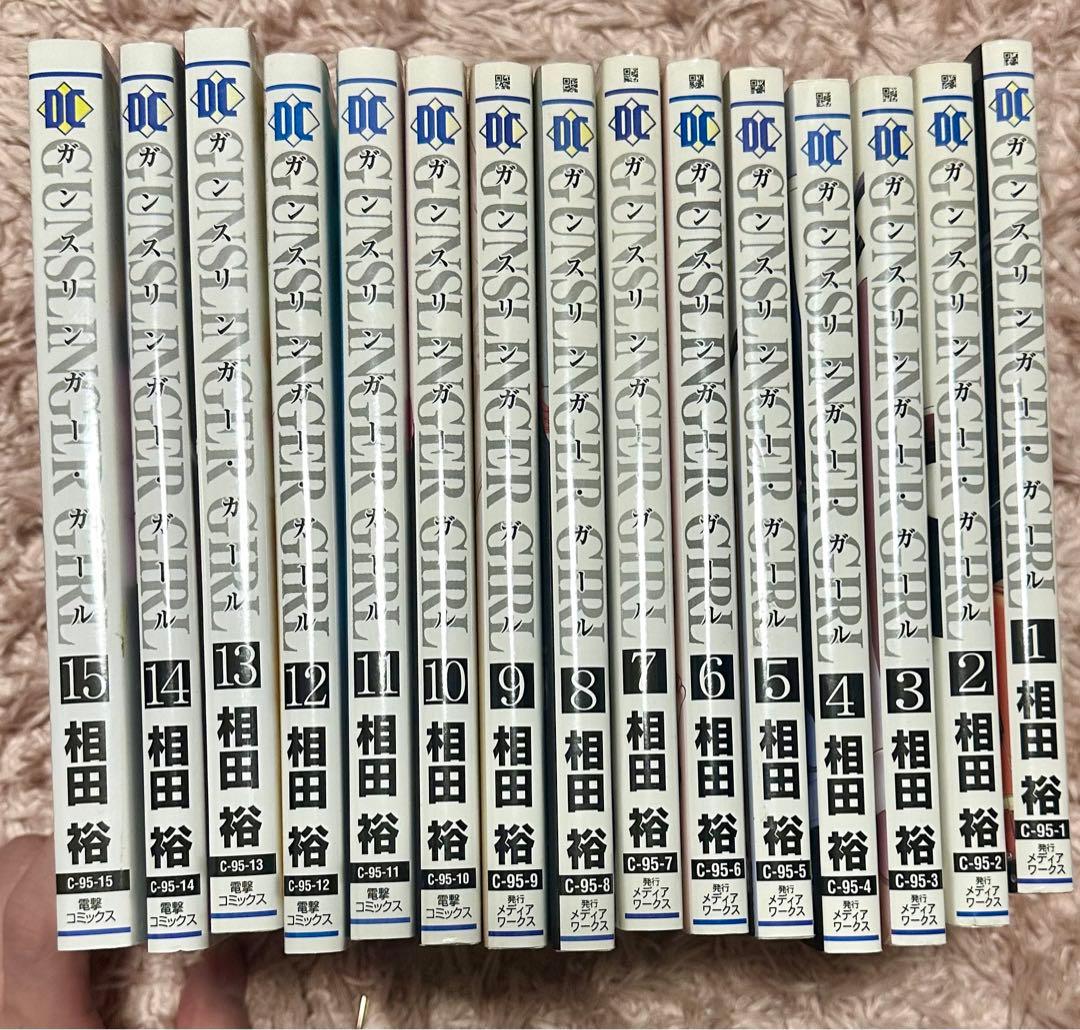 DC
GUNSLINGER GIRL
ガンスリンガー・ガール
15
相田 裕
C-95-15
電撃
コミックス
DC
GUNSLINGER GIRL
ガンスリンガー・ガール
14
相田 裕
C-95-14
電撃
コミックス
DC
GUNSLINGER GIRL
ガンスリンガー・ガール
13
相田 裕
C-95-13
電撃
コミックス
DC
GUNSLINGER GIRL
ガンスリンガー・ガール
12
相田 裕
C-95-12
電撃
コミックス
DC
GUNSLINGER GIRL
ガンスリンガー・ガール
11
相田 裕
C-95-11
電撃
コミックス
DC
GUNSLINGER GIRL
ガンスリンガー・ガール
10
相田 裕
C-95-10
電撃
コミックス
DC
GUNSLINGER GIRL
ガンスリンガー・ガール
9
相田 裕
C-95-9
発行
メディア
ワークス
DC
GUNSLINGER GIRL
ガンスリンガー・ガール
8
相田 裕
C-95-8
発行
メディア
ワークス
DC
GUNSLINGER GIRL
ガンスリンガー・ガール
7
相田 裕
C-95-7
発行
メディア
ワークス
DC
GUNSLINGER GIRL
ガンスリンガー・ガール
6
相田 裕
C-95-6
発行
メディア
ワークス
DC
GUNSLINGER GIRL
ガンスリンガー・ガール
5
相田 裕
C-95-5
発行
メディア
ワークス
DC
GUNSLINGER GIRL
ガンスリンガー・ガール
4
相田 裕
C-95-4
発行
メディア
ワークス
DC
GUNSLINGER GIRL
ガンスリンガー・ガール
3
相田 裕
C-95-3
発行
メディア
ワークス
DC
GUNSLINGER GIRL
ガンスリンガー・ガール
2
相田 裕
C-95-2
発行
メディア
ワークス
DC
GUNSLINGER GIRL
ガンスリンガー・ガール
1
相田 裕
C-95-1
発行
メディア
ワークス